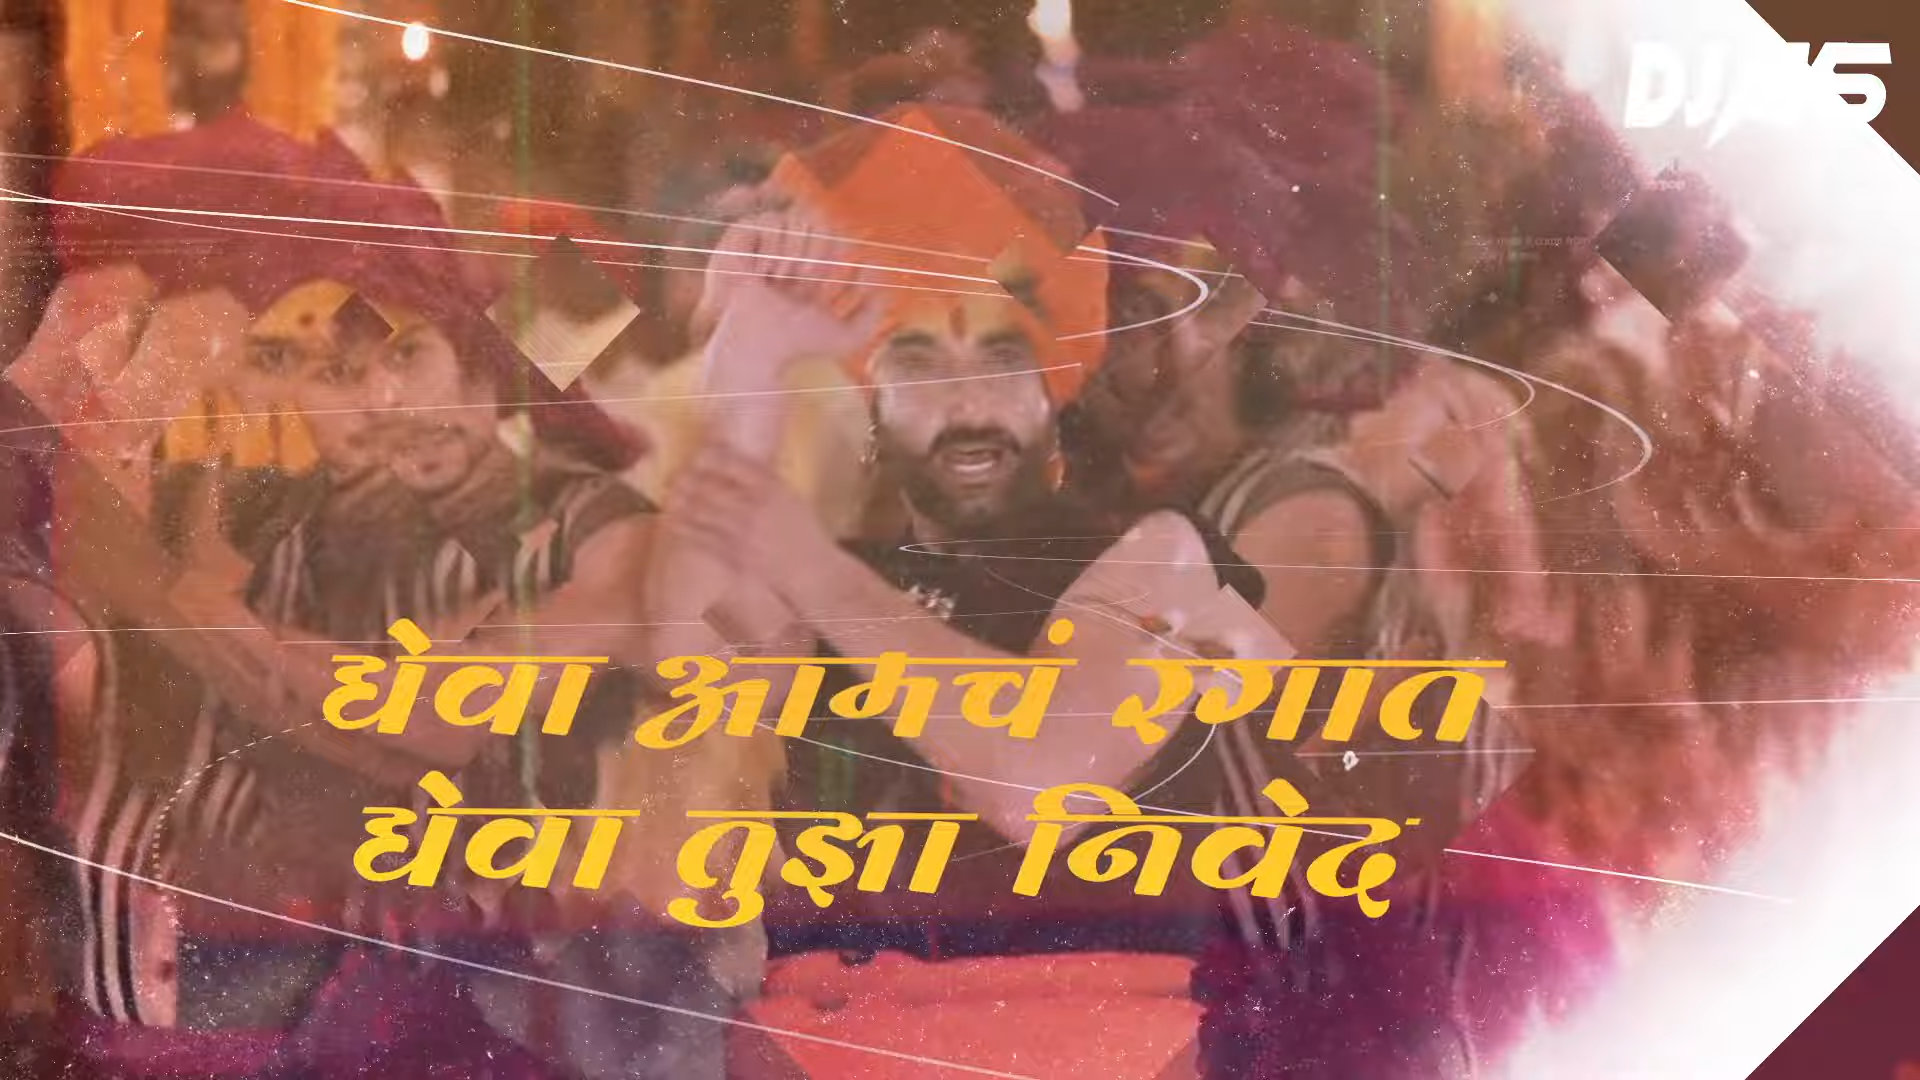 घेवा आमचं रगात
घेवा तुझा निवेद